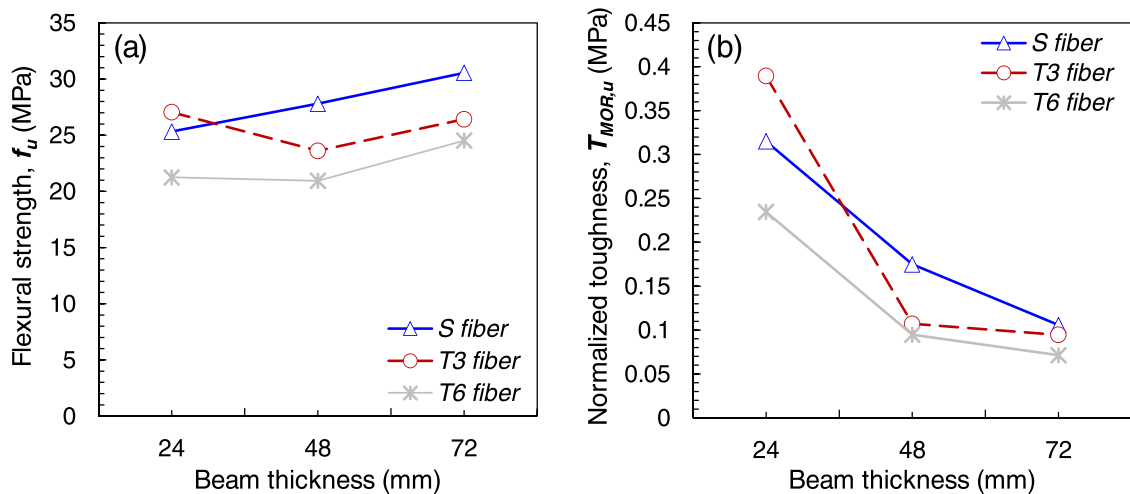 (a)
Flexural strength, fu (MPa)
35
30
25
20
15
10
5
0
S fiber
T3 fiber
T6 fiber
24 48 72
Beam thickness (mm)
(b)
Normalized toughness, TMOR,u (MPa)
0.45
0.4
0.35
0.3
0.25
0.2
0.15
0.1
0.05
0
S fiber
T3 fiber
T6 fiber
24 48 72
Beam thickness (mm)